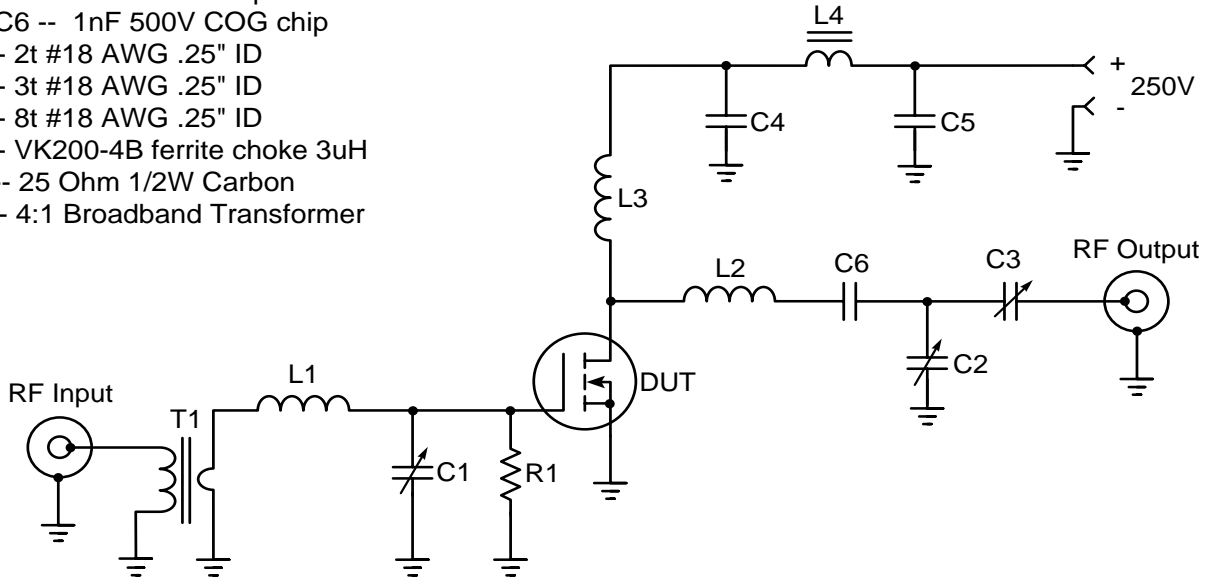 C6 -- 1nF 500V COG chip
- 2t #18 AWG .25" ID
- 3t #18 AWG .25" ID
- 8t #18 AWG .25" ID
- VK200-4B ferrite choke 3uH
-- 25 Ohm 1/2W Carbon
- 4:1 Broadband Transformer
L4
+
250V
-
C4
C5
L3
RF Output
L2
C6
C3
C2
DUT
L1
RF Input
T1
C1
R1